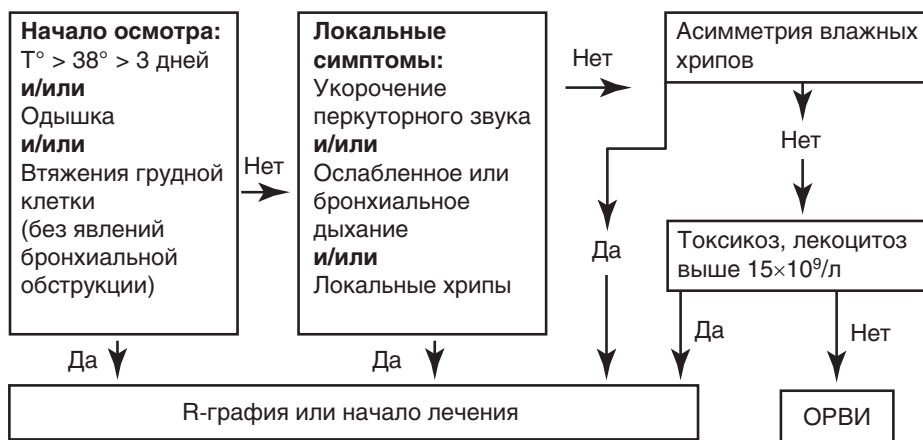 Начало осмотра:
T° > 38° > 3 дней
и/или
Одышка
и/или
Втяжения грудной
клетки
(без явлений
бронхиальной
обструкции)
Нет
Локальные
симптомы:
Укорочение
перкуторного звука
и/или
Ослабленное или
бронхиальное
дыхание
и/или
Локальные хрипы
Нет
Асимметрия влажных
хрипов
Нет
Да
Токсикоз, лекоцитоз
выше 15×10⁹/л
Да
Да
Да
Нет
R-графия или начало лечения
ОРВИ